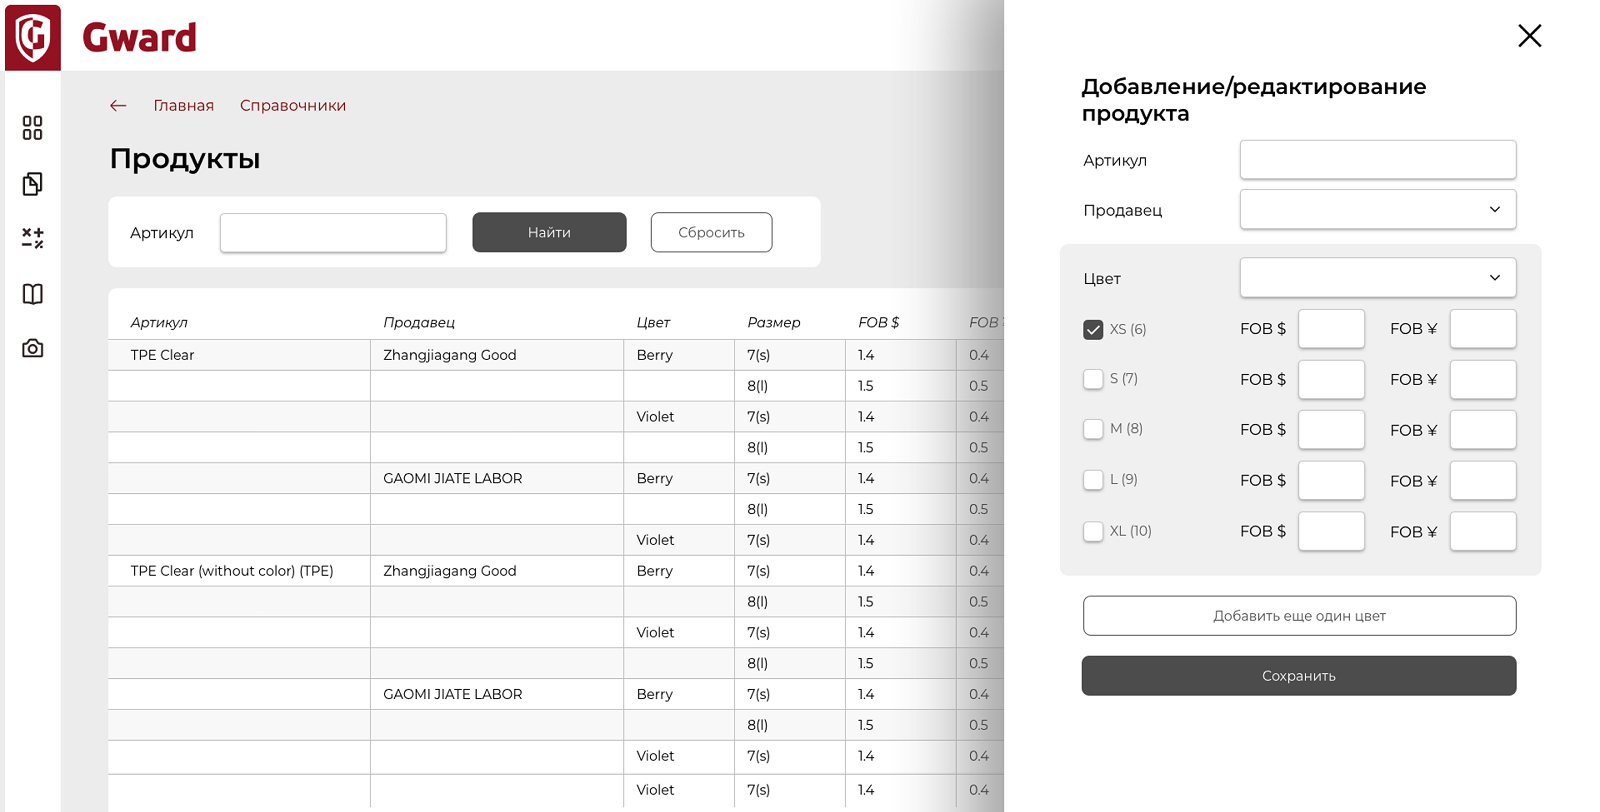 Gward
Главная Справочники
Продукты
Артикул Найти Сбросить
Артикул Продавец Цвет Размер FOB $ FOB
TPE Clear Zhangjiagang Good Berry 7(s) 1.4 0.4
8(l) 1.5 0.5
Violet 7(s) 1.4 0.4
8(l) 1.5 0.5
GAOMI JIATE LABOR Berry 7(s) 1.4 0.4
8(l) 1.5 0.5
Violet 7(s) 1.4 0.4
TPE Clear (without color) (TPE) Zhangjiagang Good Berry 7(s) 1.4 0.4
8(l) 1.5 0.5
Violet 7(s) 1.4 0.4
8(l) 1.5 0.5
GAOMI JIATE LABOR Berry 7(s) 1.4 0.4
8(l) 1.5 0.5
Violet 7(s) 1.4 0.4
Violet 7(s) 1.4 0.4
Добавление/редактирование
продукта
Артикул
Продавец
Цвет
XS (6) FOB $ FOB ¥
S (7) FOB $ FOB ¥
M (8) FOB $ FOB ¥
L (9) FOB $ FOB ¥
XL (10) FOB $ FOB ¥
Добавить еще один цвет
Сохранить